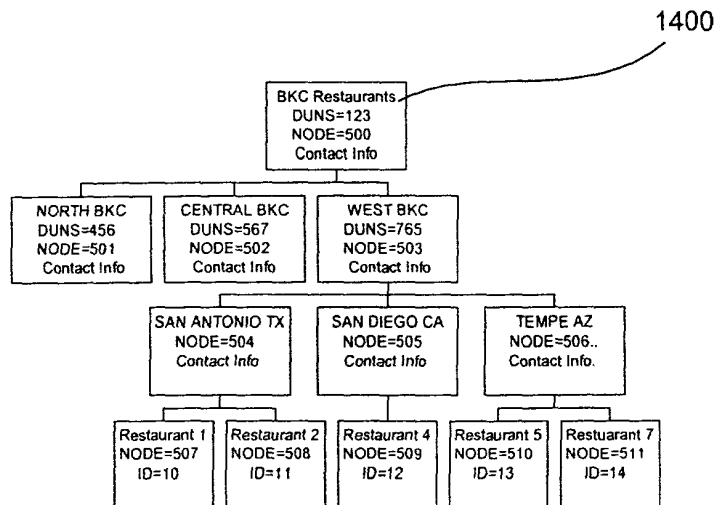 1400
BKC Restaurants
DUNS=123
NODE=500
Contact Info
NORTH BKC
DUNS=456
NODE=501
Contact Info
CENTRAL BKC
DUNS=567
NODE=502
Contact Info
WEST BKC
DUNS=765
NODE=503
Contact Info
SAN ANTONIO TX
NODE=504
Contact Info
SAN DIEGO CA
NODE=505
Contact Info
TEMPE AZ
NODE=506..
Contact Info.
Restaurant 1
NODE=507
ID=10
Restaurant 2
NODE=508
ID=11
Restaurant 4
NODE=509
ID=12
Restaurant 5
NODE=510
ID=13
Restuarant 7
NODE=511
ID=14